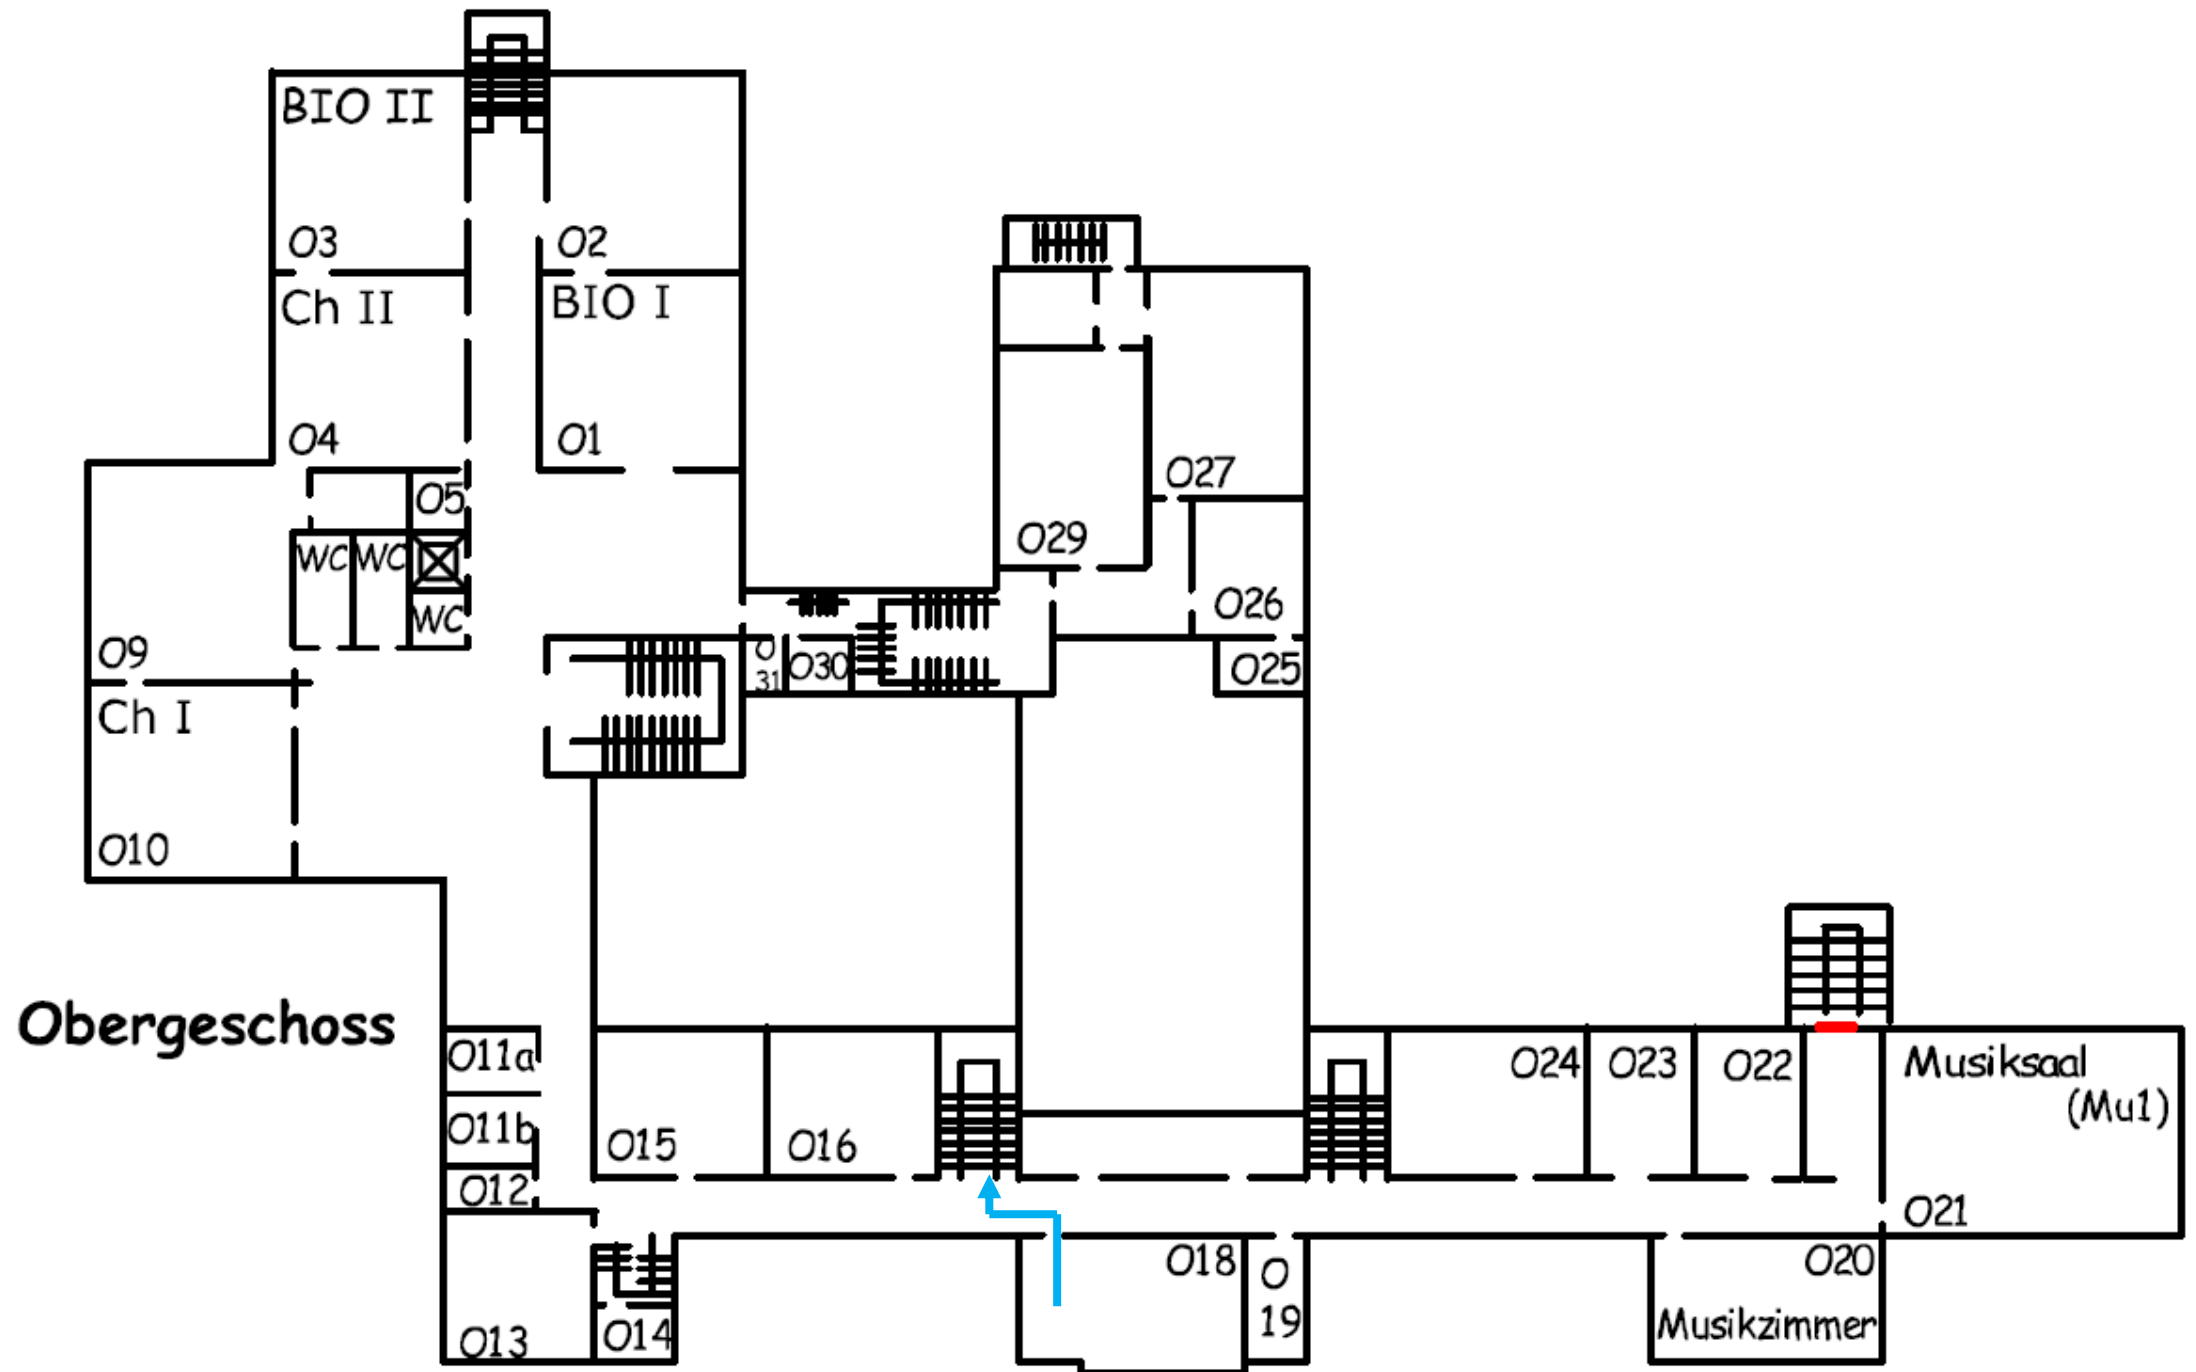 BIO II
O3
O2
Ch II
BIO I
O4
O1
O5
O27
O29
WC
WC
O26
WC
O9
O
31
O30
O25
Ch I
O10
Obergeschoss
O11a
O24
O23
O22
Musiksaal
(Mu1)
O11b
O15
O16
O12
O21
O18
O
19
O20
O13
O14
Musikzimmer